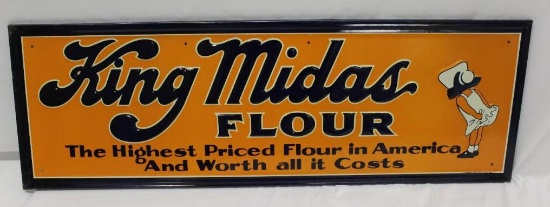 King Midas
FLOUR
The Highest Priced Flour in America
And Worth all it Costs